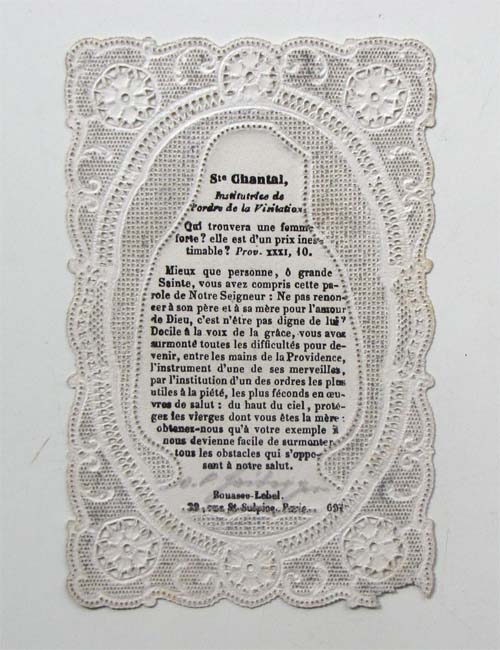 Ste Chantal,
Institutrice de
l'ordre de la Visitation
Qui trouvera une femme
forte? elle est d'un prix ines-
timable? Prov. XXXI, 10.
Mieux que personne, ô grande
Sainte, vous avez compris cette pa-
role de Notre Seigneur : Ne pas renon-
cer à son père et à sa mère pour l'amour
de Dieu, c'est n'être pas digne de lui?
Docile à la voix de la grâce, vous avez
surmonté toutes les difficultés pour de-
venir, entre les mains de la Providence,
l'instrument d'une de ses merveilles,
par l'institution d'un des ordres les plus
utiles à la piété, les plus féconds en œu-
vres de salut : du haut du ciel, proté-
gez les vierges dont vous êtes la mère :
obtenez-nous qu'à votre exemple il
nous devienne facile de surmonter
tous les obstacles qui s'oppo-
sent à notre salut.
Bouasse-Lebel.
29, rue St Sulpice, Paris. 697